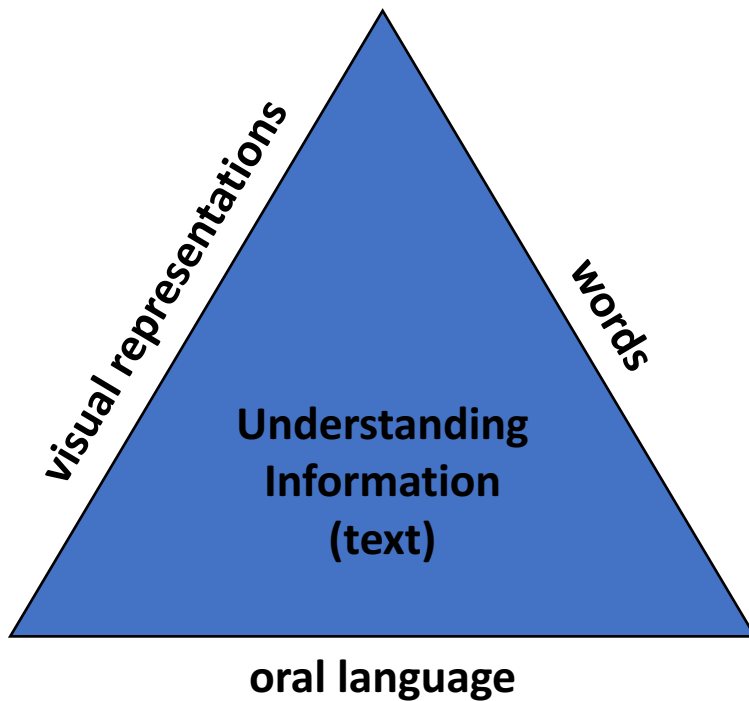 visual representations
words
Understanding
Information
(text)
oral language